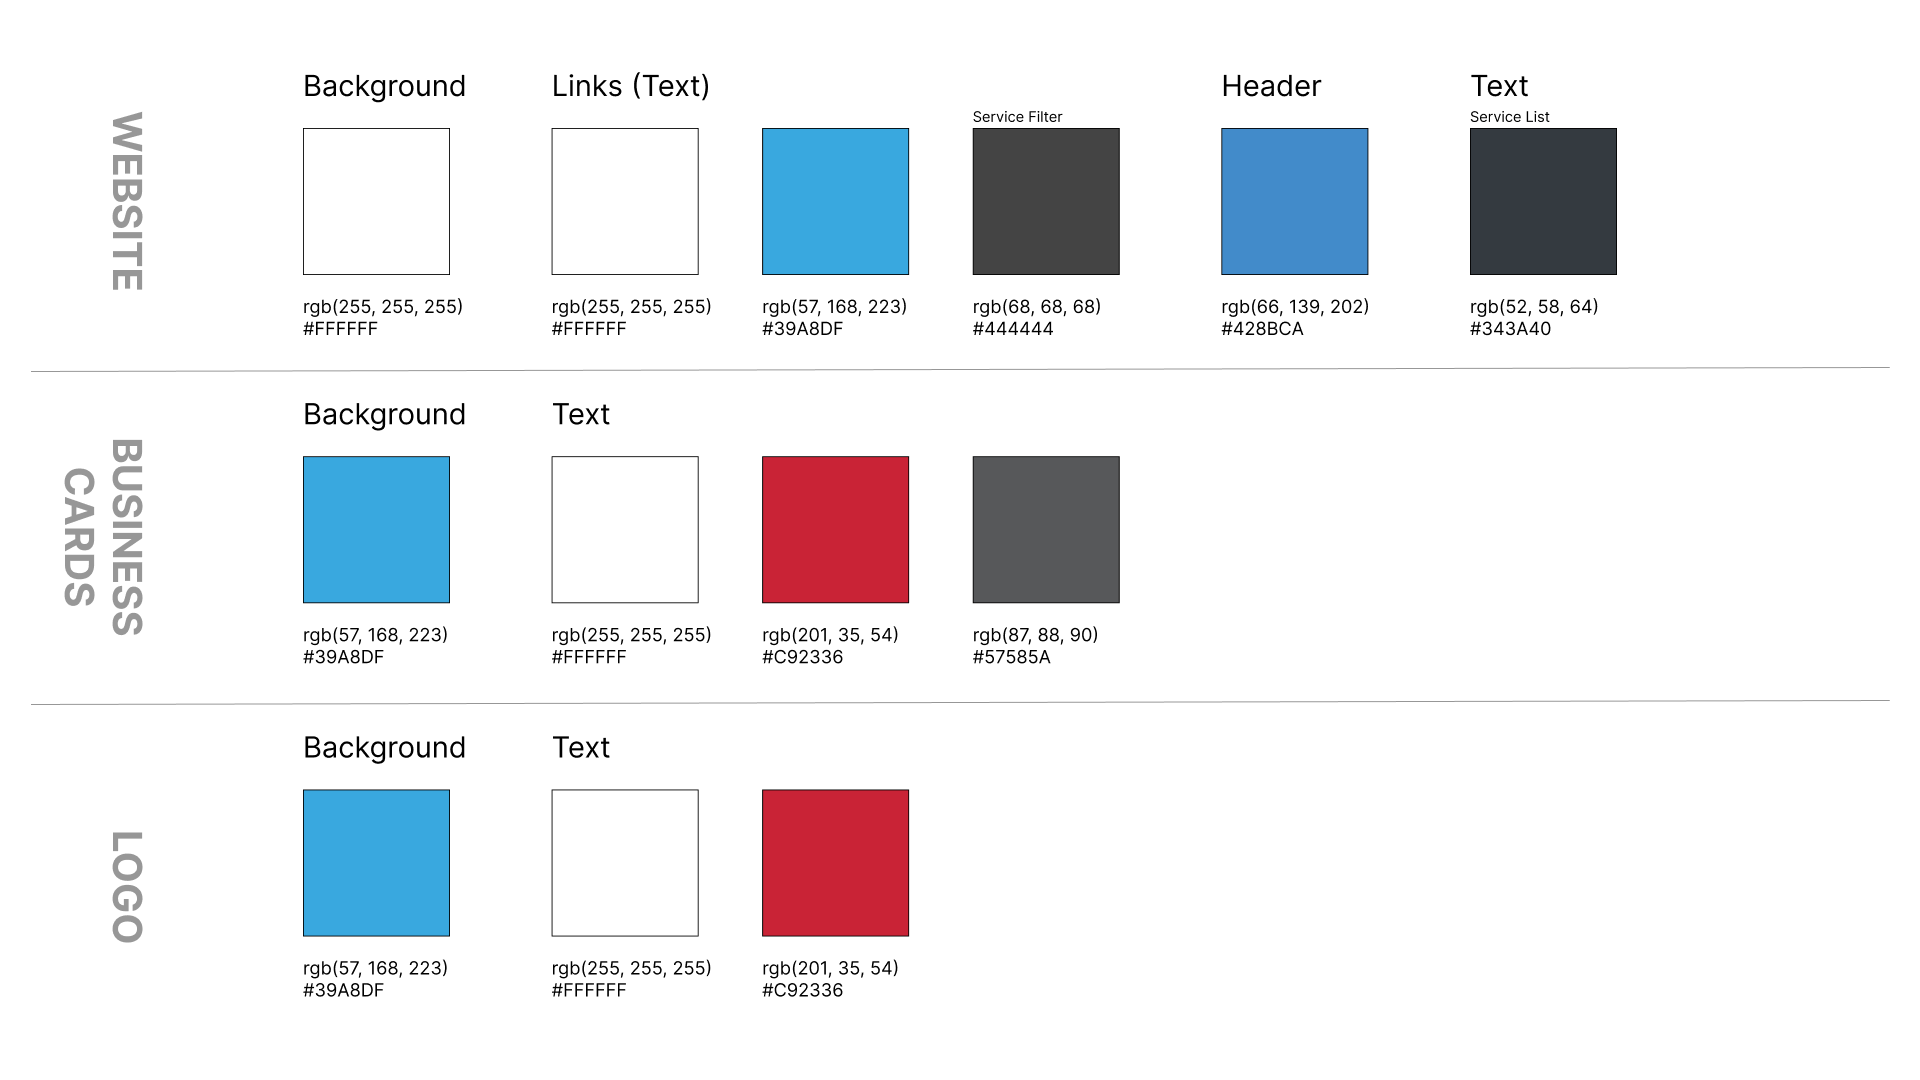 WEBSITE
Background
Links (Text)
Header
Text
Service Filter
Service List
rgb(255, 255, 255)
#FFFFFF
rgb(255, 255, 255)
#FFFFFF
rgb(57, 168, 223)
#39A8DF
rgb(68, 68, 68)
#444444
rgb(66, 139, 202)
#428BCA
rgb(52, 58, 64)
#343A40
BUSINESS
CARDS
Background
Text
rgb(57, 168, 223)
#39A8DF
rgb(255, 255, 255)
#FFFFFF
rgb(201, 35, 54)
#C92336
rgb(87, 88, 90)
#57585A
LOGO
Background
Text
rgb(57, 168, 223)
#39A8DF
rgb(255, 255, 255)
#FFFFFF
rgb(201, 35, 54)
#C92336